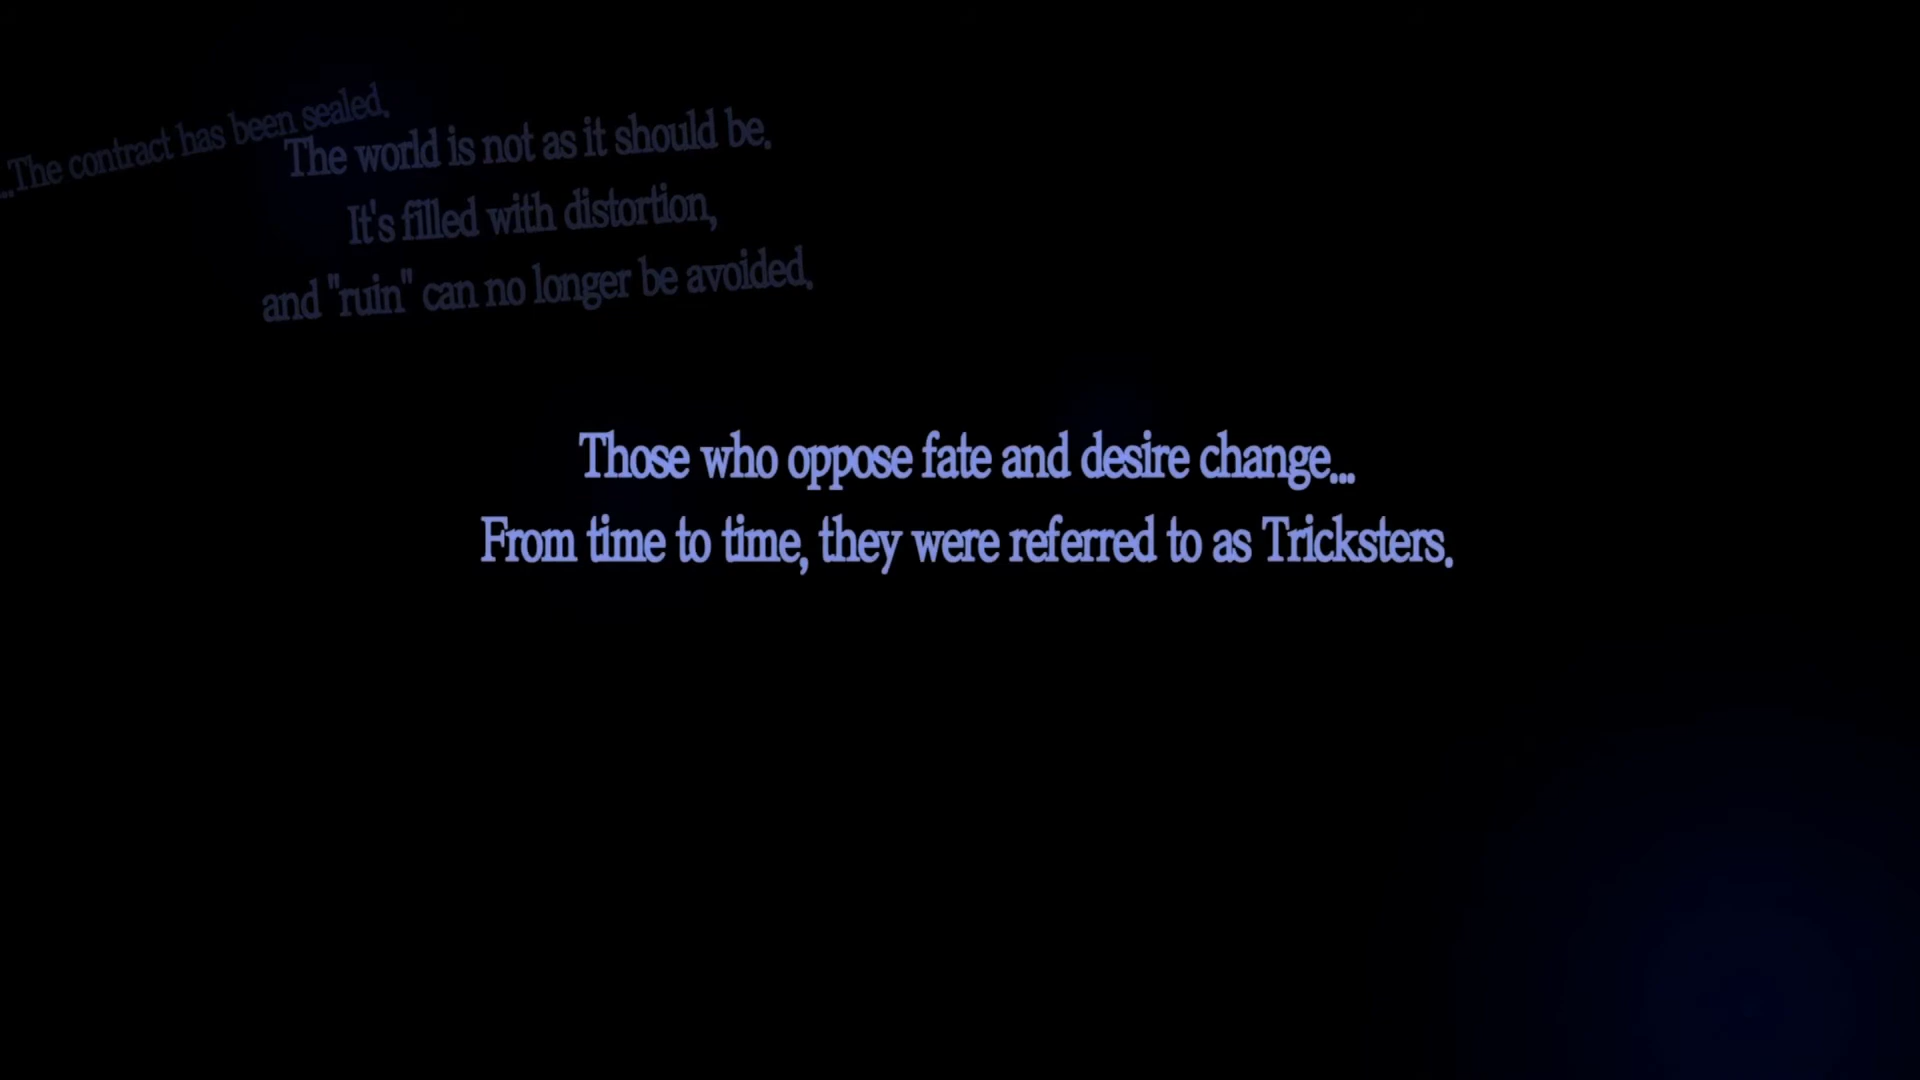 ...The contract has been sealed.
The world is not as it should be.
It's filled with distortion,
and "ruin" can no longer be avoided.
Those who oppose fate and desire change...
From time to time, they were referred to as Tricksters.